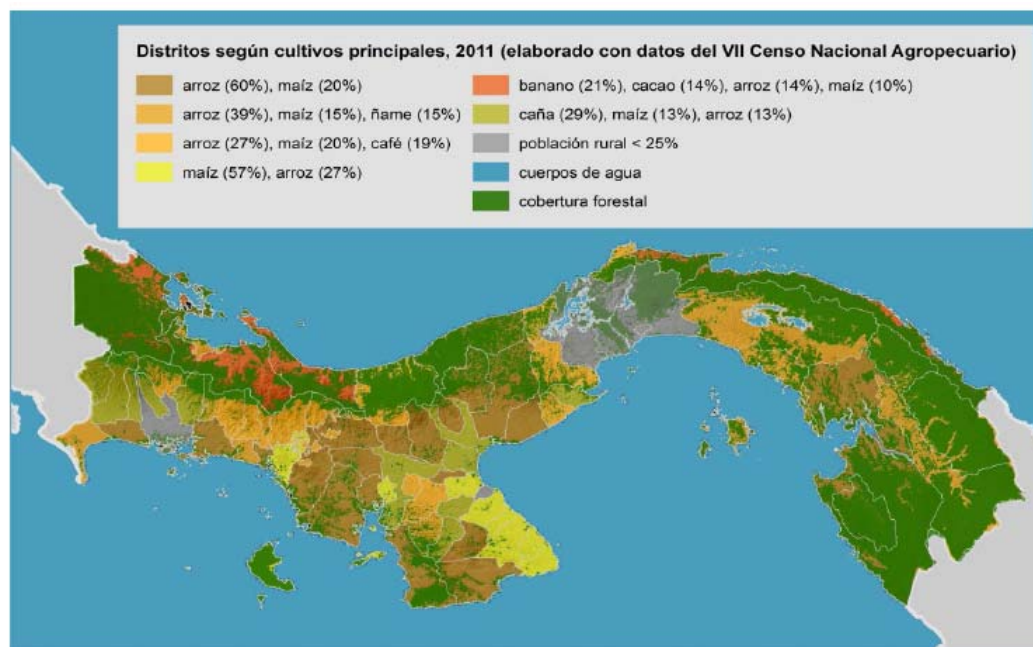 Distritos según cultivos principales, 2011 (elaborado con datos del VII Censo Nacional Agropecuario)
arroz (60%), maíz (20%)
arroz (39%), maíz (15%), ñame (15%)
arroz (27%), maíz (20%), café (19%)
maíz (57%), arroz (27%)
banano (21%), cacao (14%), arroz (14%), maíz (10%)
caña (29%), maíz (13%), arroz (13%)
población rural < 25%
cuerpos de agua
cobertura forestal